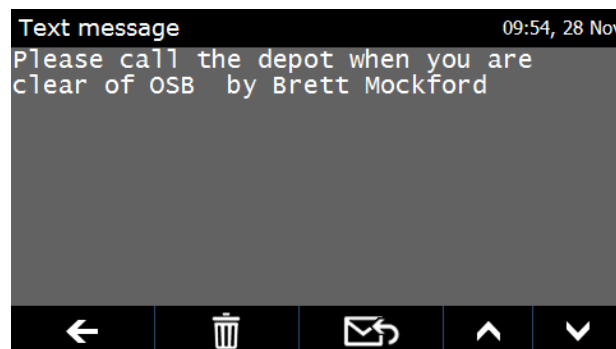 Text message
09:54, 28 Nov
Please call the depot when you are
clear of OSB  by Brett Mockford